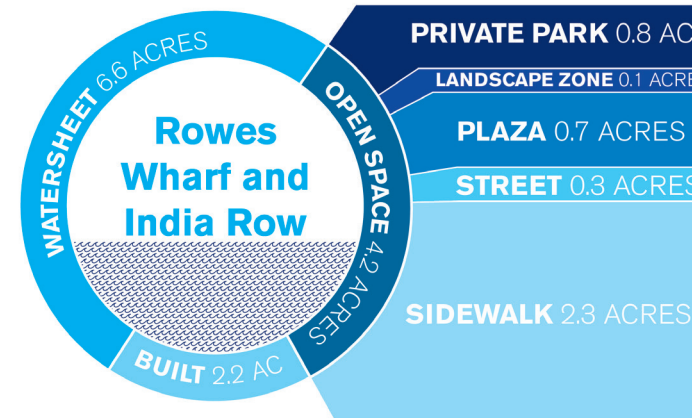 WATERSHEET 6.6 ACRES
OPEN SPACE 4.2 ACRES
BUILT 2.2 AC
Rowes
Wharf and
India Row
PRIVATE PARK 0.8 AC
LANDSCAPE ZONE 0.1 ACRE
PLAZA 0.7 ACRES
STREET 0.3 ACRES
SIDEWALK 2.3 ACRES